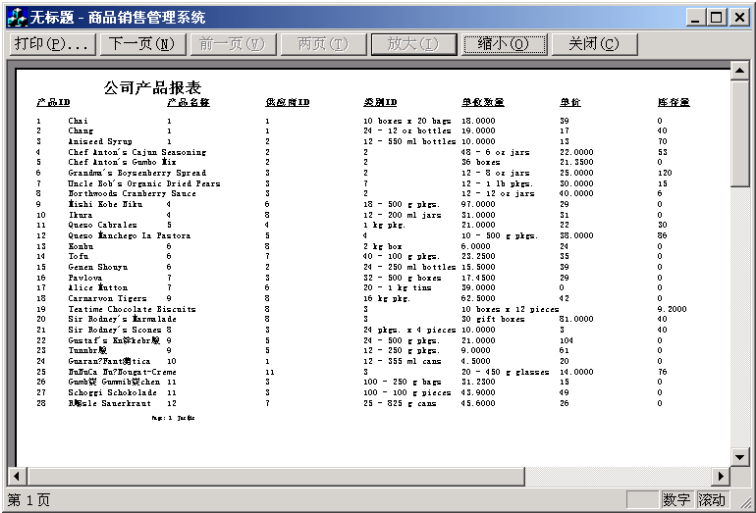 无标题 - 商品销售管理系统
打印(P)... 下一页(N) 前一页(V) 两页(T) 放大(I) 缩小(O) 关闭(C)
公司产品报表
产品ID 产品名称 供应商ID 类别ID 单位数量 单价 库存量
1 Chai 1 1 10 boxes x 20 bags 18.0000 39 0
2 Chang 1 1 24 - 12 oz bottles 19.0000 17 40
3 Aniseed Syrup 1 2 12 - 550 ml bottles 10.0000 13 70
4 Chef Anton's Cajun Seasoning 2 2 48 - 6 oz jars 22.0000 53
5 Chef Anton's Gumbo Mix 2 2 36 boxes 21.3500 0
6 Grandma's Boysenberry Spread 3 2 12 - 8 oz jars 25.0000 120
7 Uncle Bob's Organic Dried Pears 3 7 12 - 1 lb pkgs. 30.0000 15
8 Northwoods Cranberry Sauce 3 2 12 - 12 oz jars 40.0000 6
9 Mishi Kobe Niku 4 6 18 - 500 g pkgs. 97.0000 29 0
10 Ikura 4 8 12 - 200 ml jars 31.0000 31 0
11 Queso Cabrales 5 4 1 kg pkg. 21.0000 22 30
12 Queso Manchego La Pastora 5 4 10 - 500 g pkgs. 38.0000 86
13 Konbu 6 8 2 kg box 6.0000 24 0
14 Tofu 6 7 40 - 100 g pkgs. 23.2500 35 0
15 Genen Shouyu 6 2 24 - 250 ml bottles 15.5000 39 0
16 Pavlova 7 3 32 - 500 g boxes 17.4500 29 0
17 Alice Mutton 7 6 20 - 1 kg tins 39.0000 0 0
18 Carnarvon Tigers 7 8 16 kg pkg. 62.5000 42 0
19 Teatime Chocolate Biscuits 8 3 10 boxes x 12 pieces 9.2000
20 Sir Rodney's Marmalade 8 3 30 gift boxes 81.0000 40
21 Sir Rodney's Scones 8 3 24 pkgs. x 4 pieces 10.0000 3 40
22 Gustaf's 9 5 24 - 500 g pkgs. 21.0000 104 0
23 9 5 12 - 250 g pkgs. 9.0000 61 0
24 10 1 12 - 355 ml cans 4.5000 20 0
25 NuNuCa Nu?Nougat-Creme 11 3 20 - 450 g glasses 14.0000 76
26 11 3 100 - 250 g bags 31.2300 15 0
27 Schoggi Schokolade 11 3 100 - 100 g pieces 43.9000 49 0
28 Sauerkraut 12 7 25 - 825 g cans 45.6000 26 0
第 1 页 数字 滚动